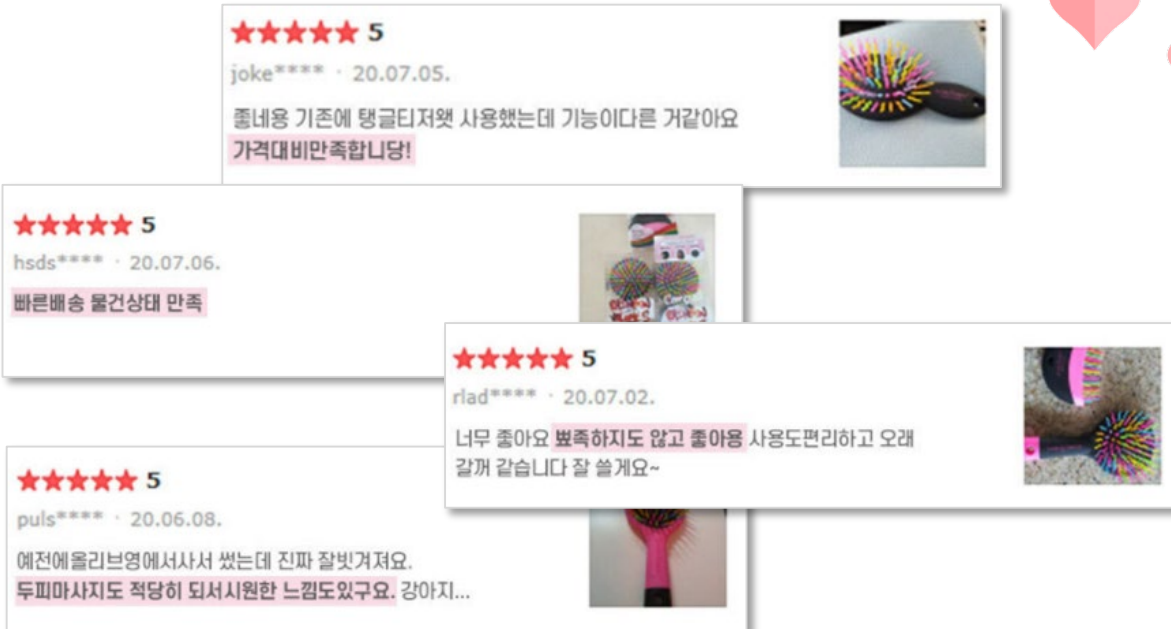 ★★★★★ 5
joke**** · 20.07.05.
좋네용 기존에 탱글티저왯 사용했는데 기능이다른 거같아요
가격대비만족합니당!
★★★★★ 5
hsds**** · 20.07.06.
빠른배송 물건상태 만족
★★★★★ 5
rlad**** · 20.07.02.
너무 좋아요 뾰족하지도 않고 좋아용 사용도편리하고 오래
갈꺼 같습니다 잘 쓸게요~
★★★★★ 5
puls**** · 20.06.08.
예전에올리브영에서사서 썼는데 진짜 잘빗겨져요.
두피마사지도 적당히 되서시원한 느낌도있구요. 강아지...